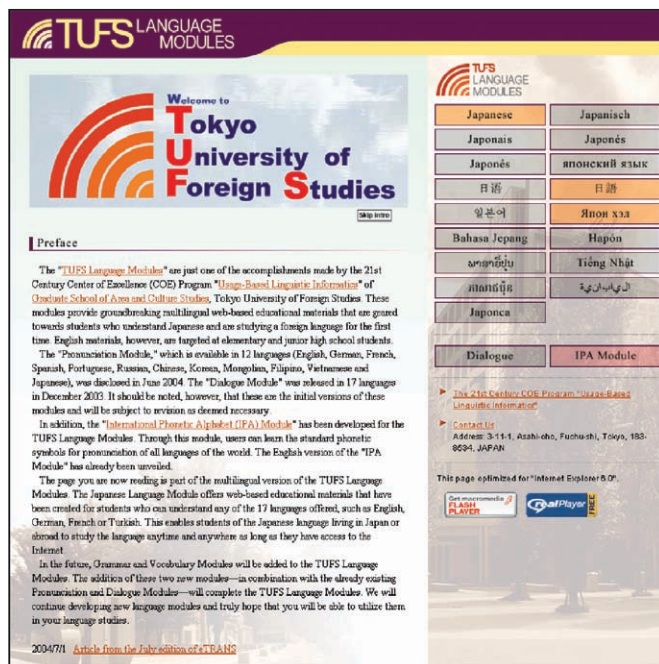 TUFS LANGUAGE
MODULES
Welcome to
Tokyo
University of
Foreign Studies
Skip intro
Preface
The "TUFS Language Modules" are just one of the accomplishments made by the 21st
Century Center of Excellence (COE) Program "Usage-Based Linguistic Informatics" of
Graduate School of Area and Culture Studies, Tokyo University of Foreign Studies. These
modules provide groundbreaking multilingual web-based educational materials that are geared
towards students who understand Japanese and are studying a foreign language for the first
time. English materials, however, are targeted at elementary and junior high school students.
The "Pronunciation Module," which is available in 12 languages (English, German, French,
Spanish, Portuguese, Russian, Chinese, Korean, Mongolian, Filipino, Vietnamese and
Japanese), was disclosed in June 2004. The "Dialogue Module" was released in 17 languages
in December 2003. It should be noted, however, that these are the initial versions of these
modules and will be subject to revision as deemed necessary.
In addition, the "International Phonetic Alphabet (IPA) Module" has been developed for the
TUFS Language Modules. Through this module, users can learn the standard phonetic
symbols for pronunciation of all languages of the world. The English version of the "IPA
Module" has already been unveiled.
The page you are now reading is part of the multilingual version of the TUFS Language
Modules. The Japanese Language Module offers web-based educational materials that have
been created for students who can understand any of the 17 languages offered, such as English,
German, French or Turkish. This enables students of the Japanese language living in Japan or
abroad to study the language anytime and anywhere as long as they have access to the
Internet.
In the future, Grammar and Vocabulary Modules will be added to the TUFS Language
Modules. The addition of these two new modules—in combination with the already existing
Pronunciation and Dialogue Modules—will complete the TUFS Language Modules. We will
continue developing new language modules and truly hope that you will be able to utilize them
in your language studies.
2004/7/1 Article from the July edition of eTRANS
TUFS
LANGUAGE
MODULES
Japanese Japanisch
Japonais Japonés
Japonês японский язык
日语 日語
일본어 Япон хэл
Bahasa Jepang Hapón
ພາສາຍີ່ປຸ່ນ Tiếng Nhật
ភាសាជប៉ុន ال ي اب ان ي ة
Japonca
Dialogue IPA Module
The 21st Century COE
Program "Usage-Based
Linguistic Informatics"
Contact Us
Address: 3-11-1, Asahi-cho, Fuchu-shi, Tokyo, 183-
8534, JAPAN
This page optimized for "Internet Explorer 6.0".
Get macromedia
FLASH
PLAYER
realPlayer
FREE